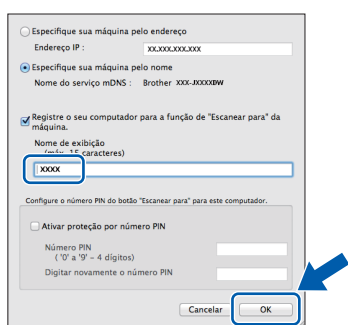 Especifique sua máquina pelo endereço
Endereço IP : XX.XXX.XXX.XXX
Especifique sua máquina pelo nome
Nome do serviço mDNS : Brother XXX-JXXXXDW
Registre o seu computador para a função de "Escanear para" da
máquina.
Nome de exibição
(máx. 15 caracteres)
XXXX
Configure o número PIN do botão "Escanear para" para este computador.
Ativar proteção por número PIN
Número PIN
( '0' a '9' – 4 dígitos)
Digitar novamente o número PIN
Cancelar OK